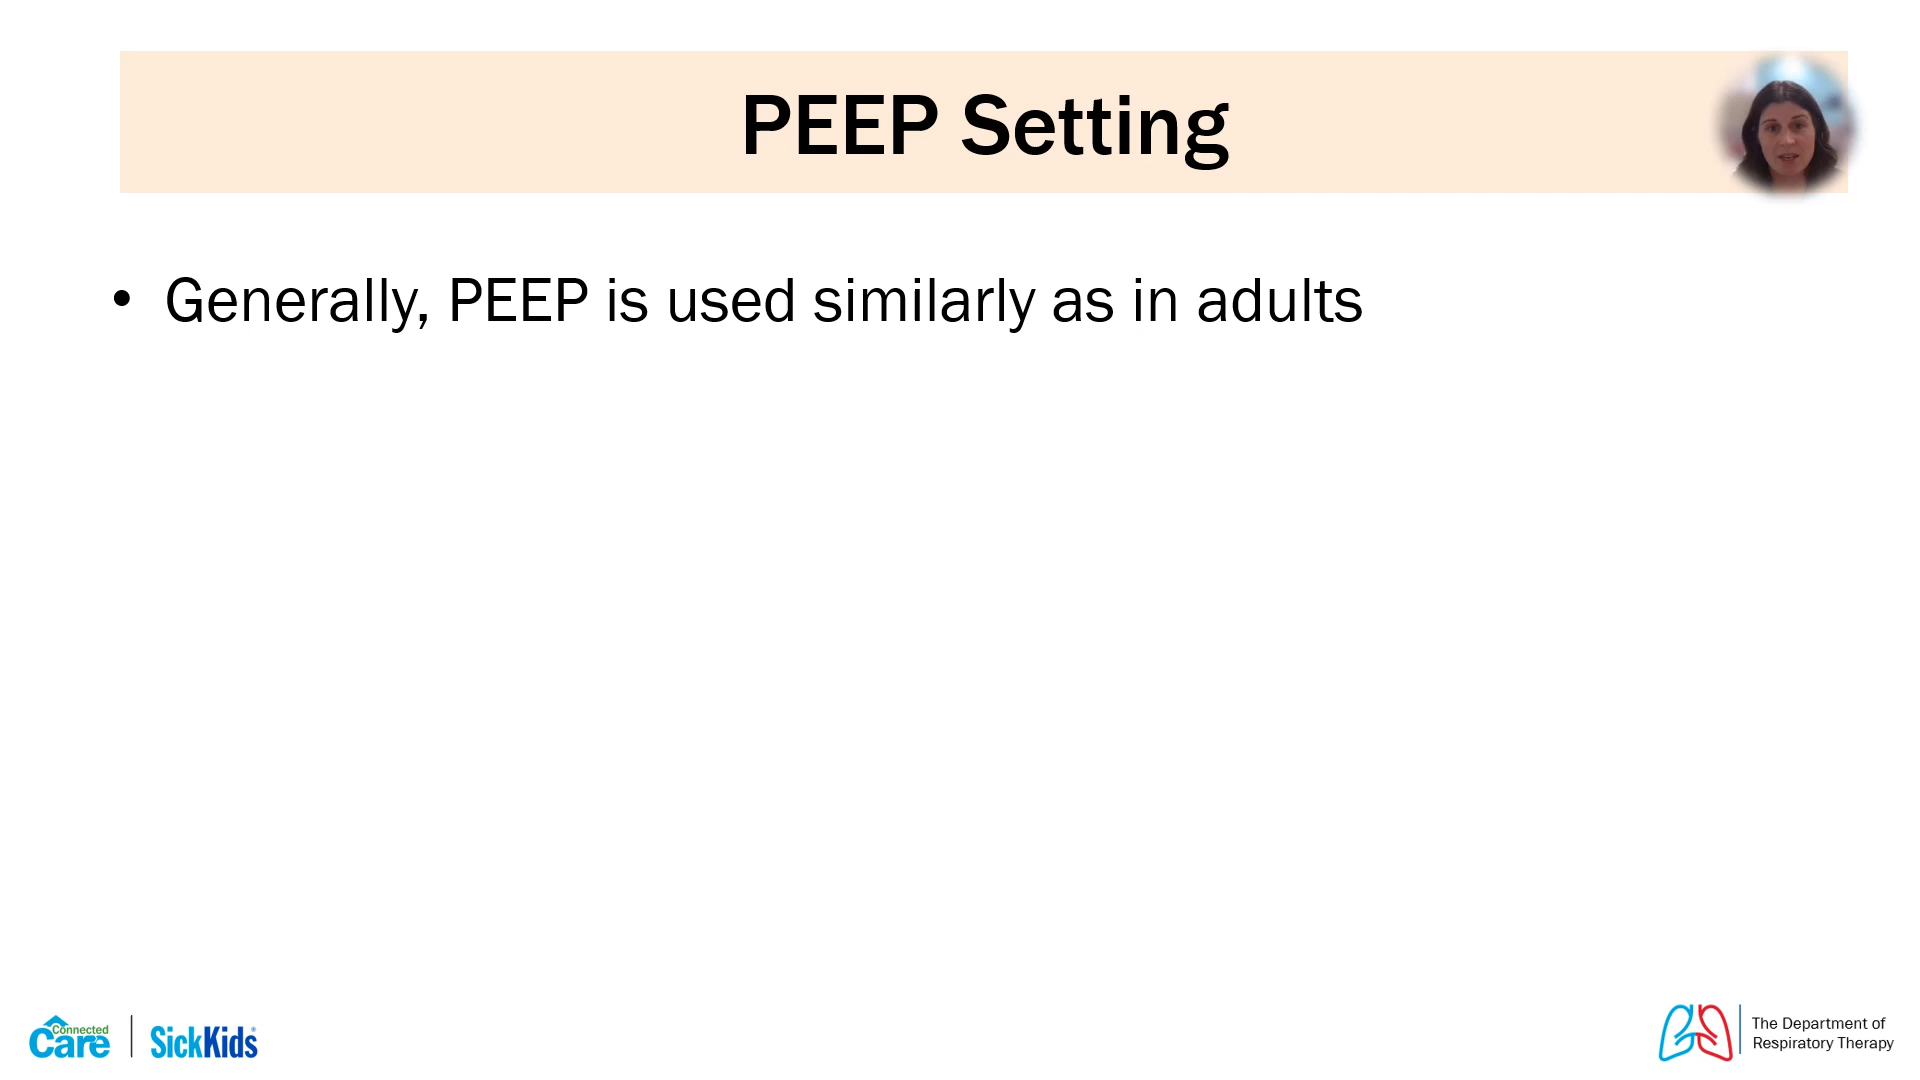 PEEP Setting
• Generally, PEEP is used similarly as in adults
Connected
Care
SickKids®
The Department of
Respiratory Therapy